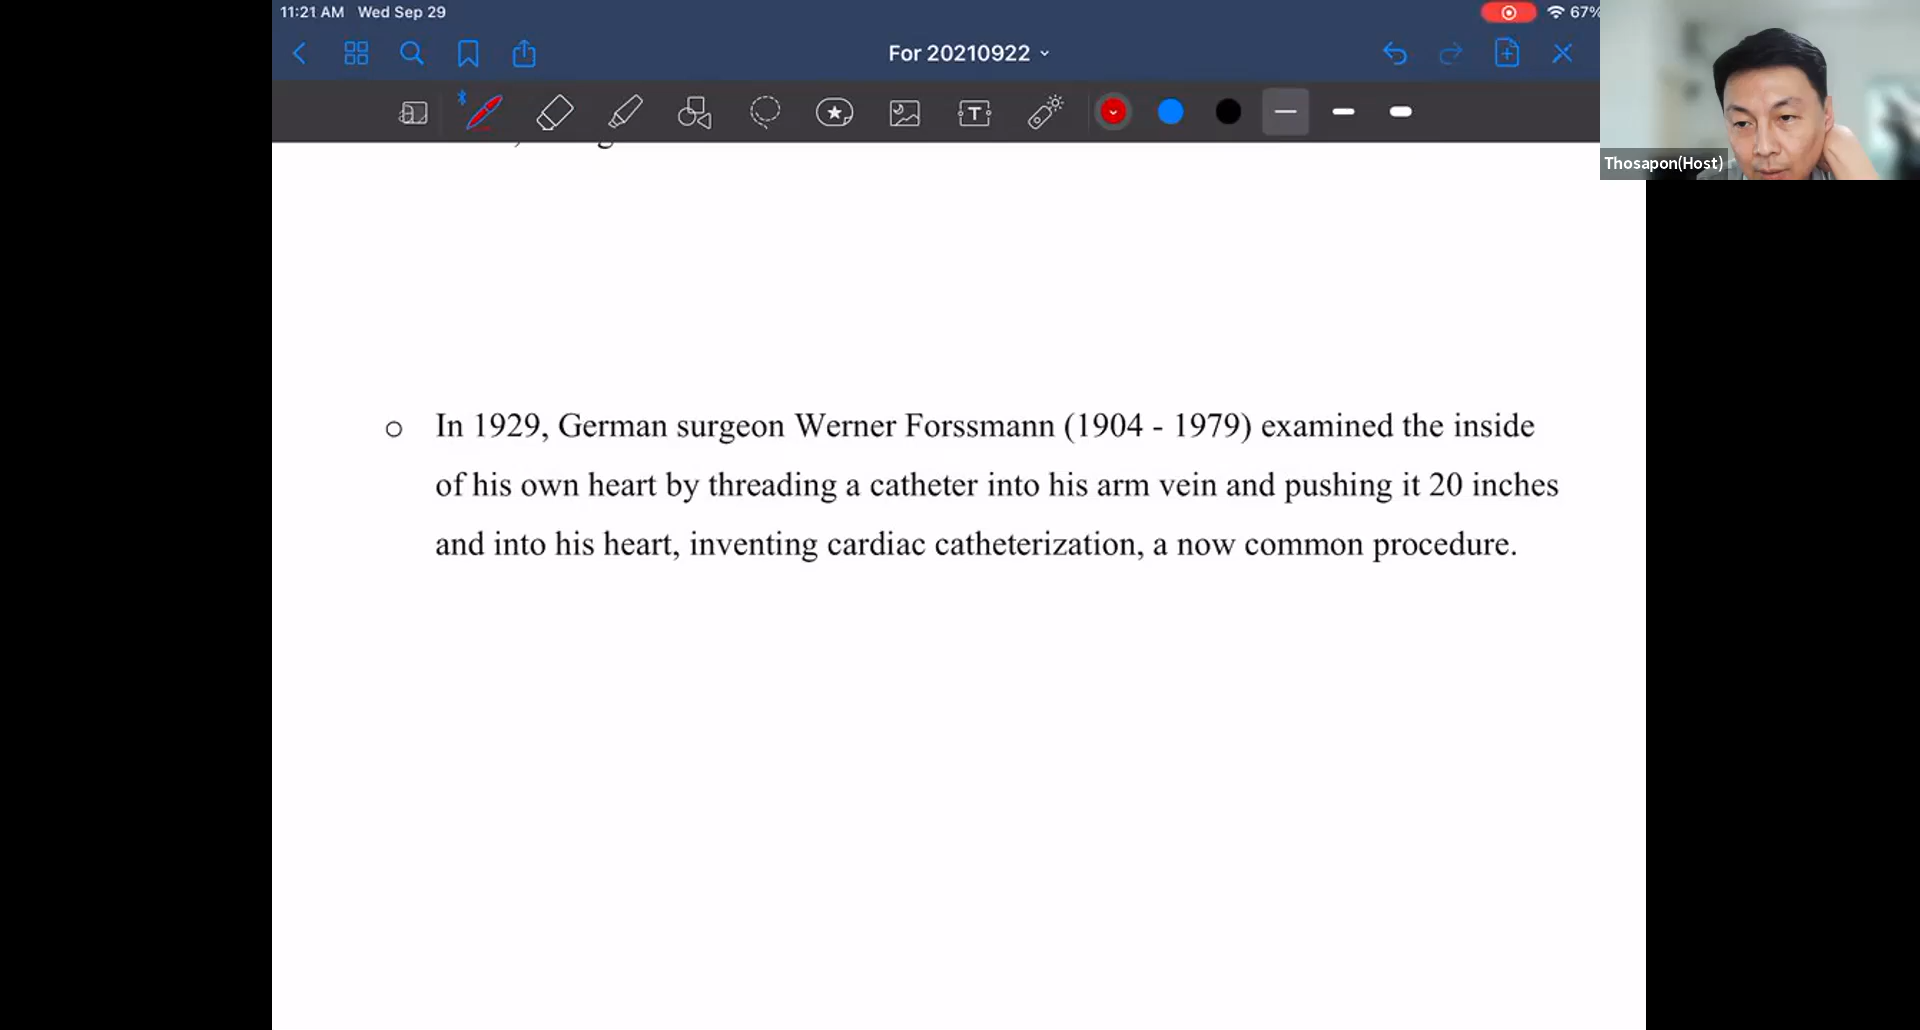 11:21 AM Wed Sep 29
67%
For 20210922
T
Thosapon(Host)
In 1929, German surgeon Werner Forssmann (1904 - 1979) examined the inside
of his own heart by threading a catheter into his arm vein and pushing it 20 inches
and into his heart, inventing cardiac catheterization, a now common procedure.